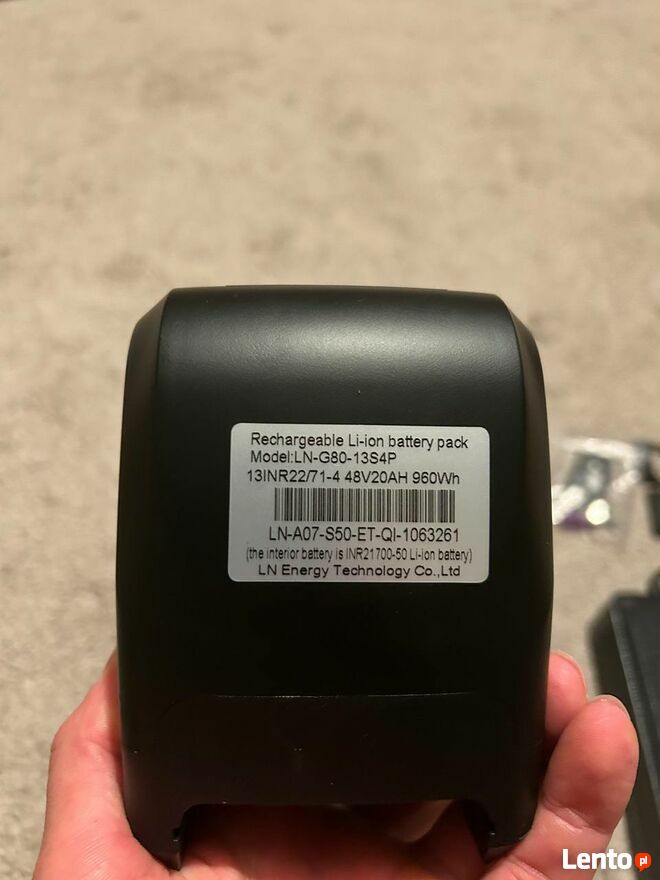 Rechargeable Li-ion battery pack
Model:LN-G80-13S4P
13INR22/71-4 48V20AH 960Wh
LN-A07-S50-ET-QI-1063261
(the interior battery is INR21700-50 Li-Ion battery)
LN Energy Technology Co.,Ltd
Lento.pl